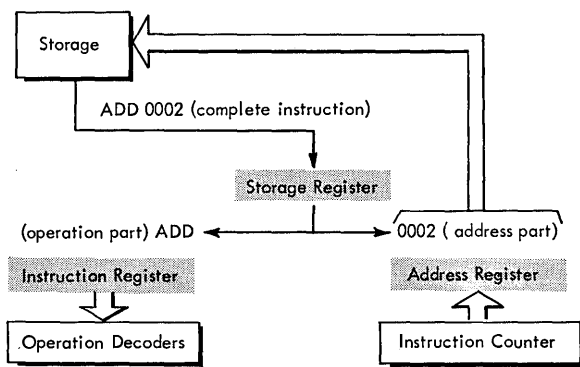 Storage
ADD 0002 (complete instruction)
Storage Register
(operation part) ADD
0002 ( address part)
Instruction Register
Address Register
Operation Decoders
Instruction Counter